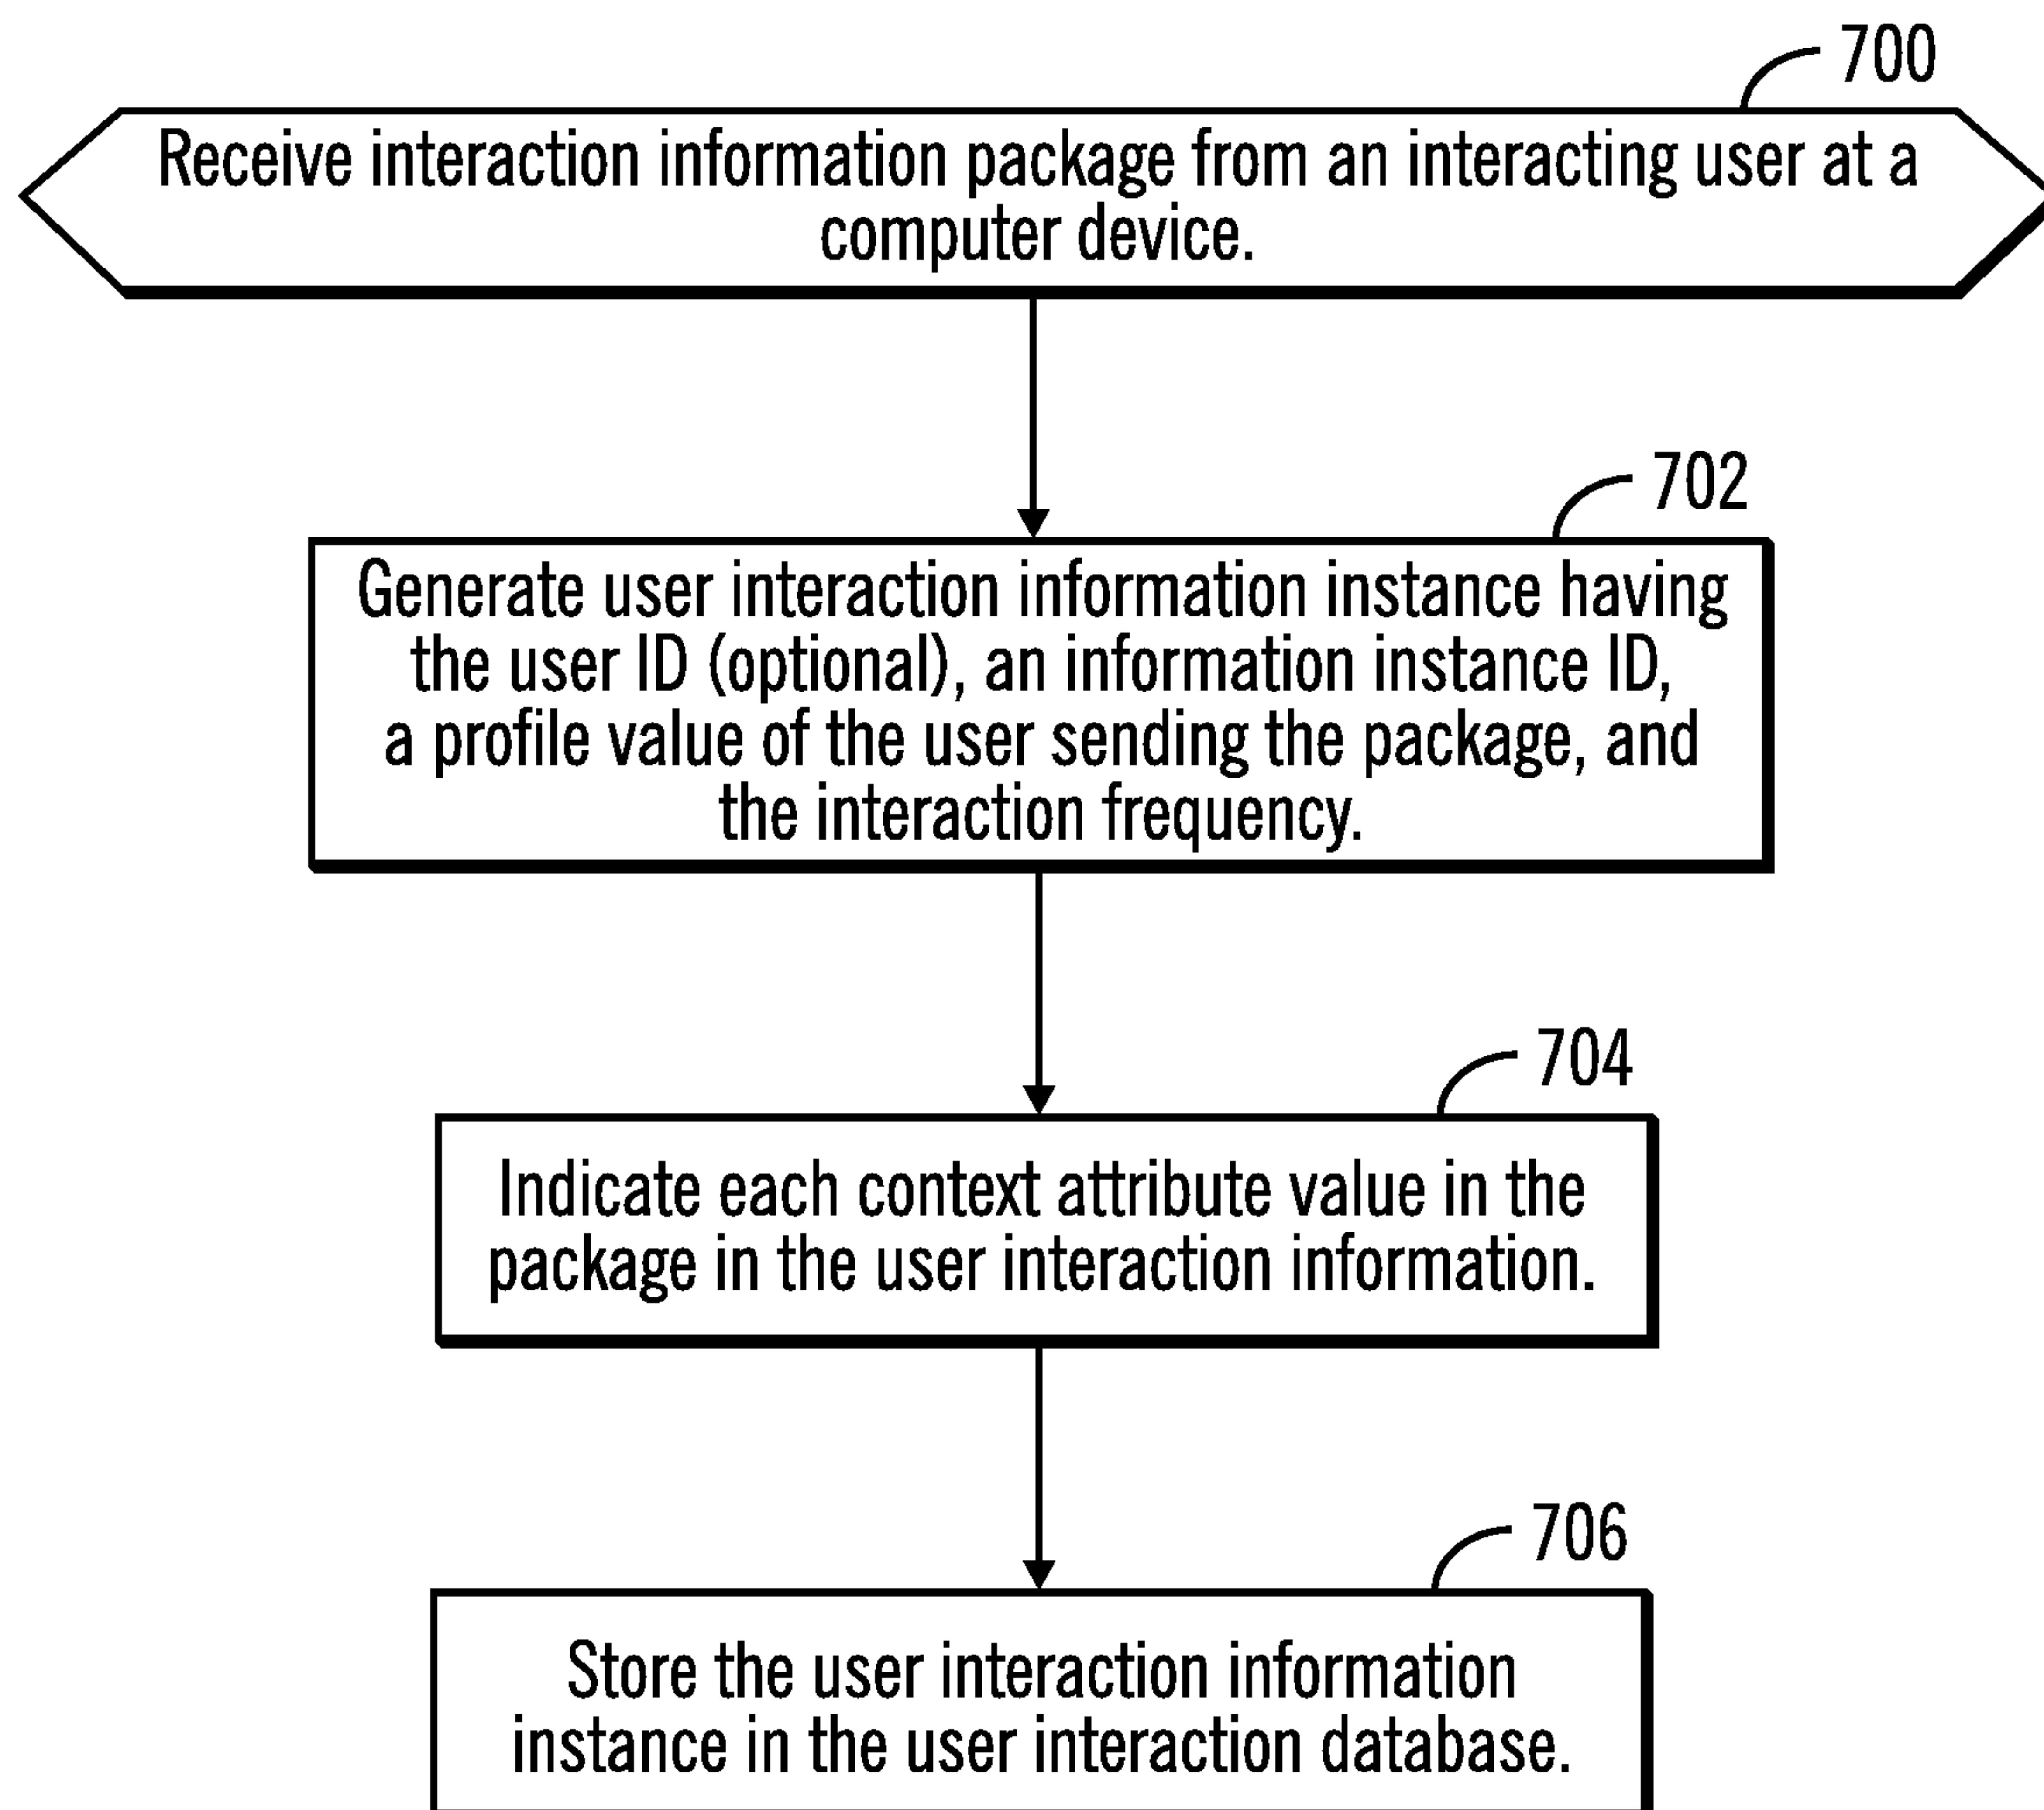 700
Receive interaction information package from an interacting user at a
computer device.
702
Generate user interaction information instance having
the user ID (optional), an information instance ID,
a profile value of the user sending the package, and
the interaction frequency.
704
Indicate each context attribute value in the
package in the user interaction information.
706
Store the user interaction information
instance in the user interaction database.